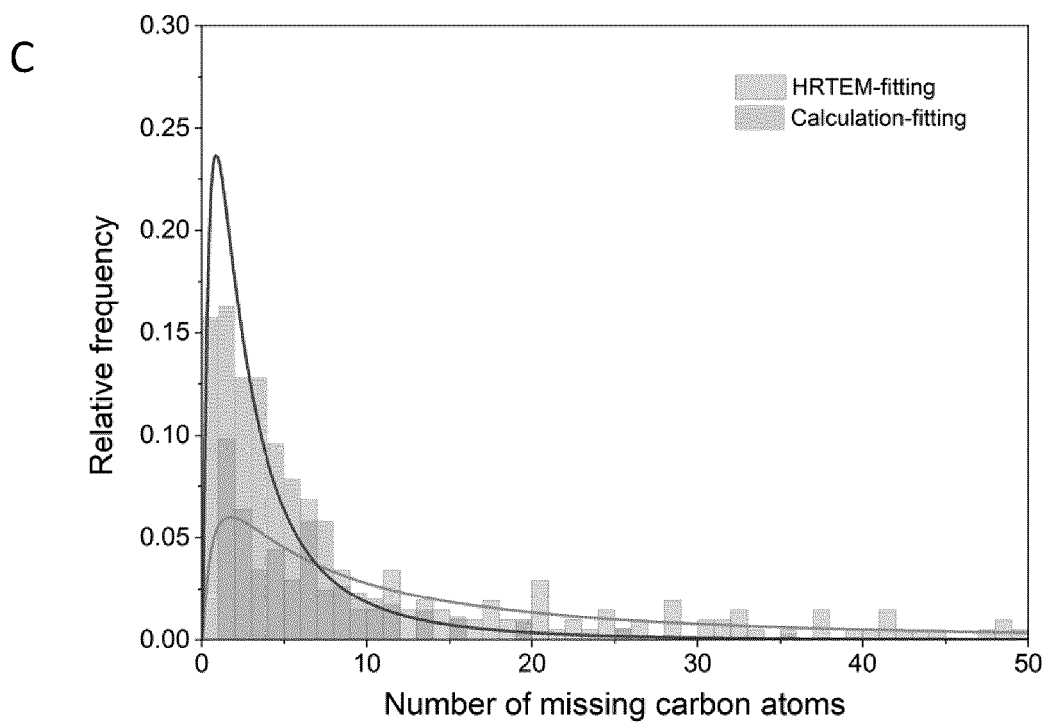 C
0.30
HRTEM-fitting
Calculation-fitting
0.25
0.20
0.15
0.10
0.05
0.00
Relative frequency
0 10 20 30 40 50
Number of missing carbon atoms